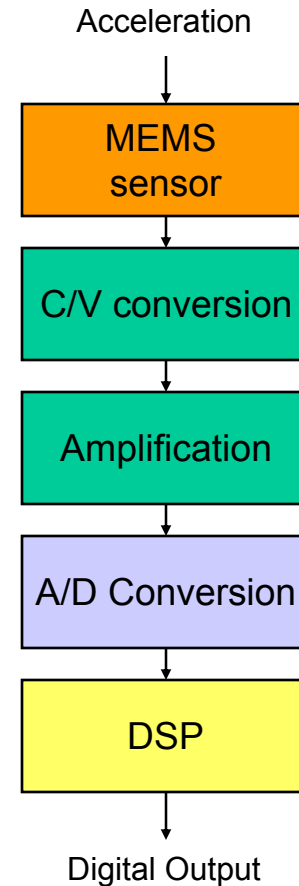 Acceleration
MEMS
sensor
C/V conversion
Amplification
A/D Conversion
DSP
Digital Output